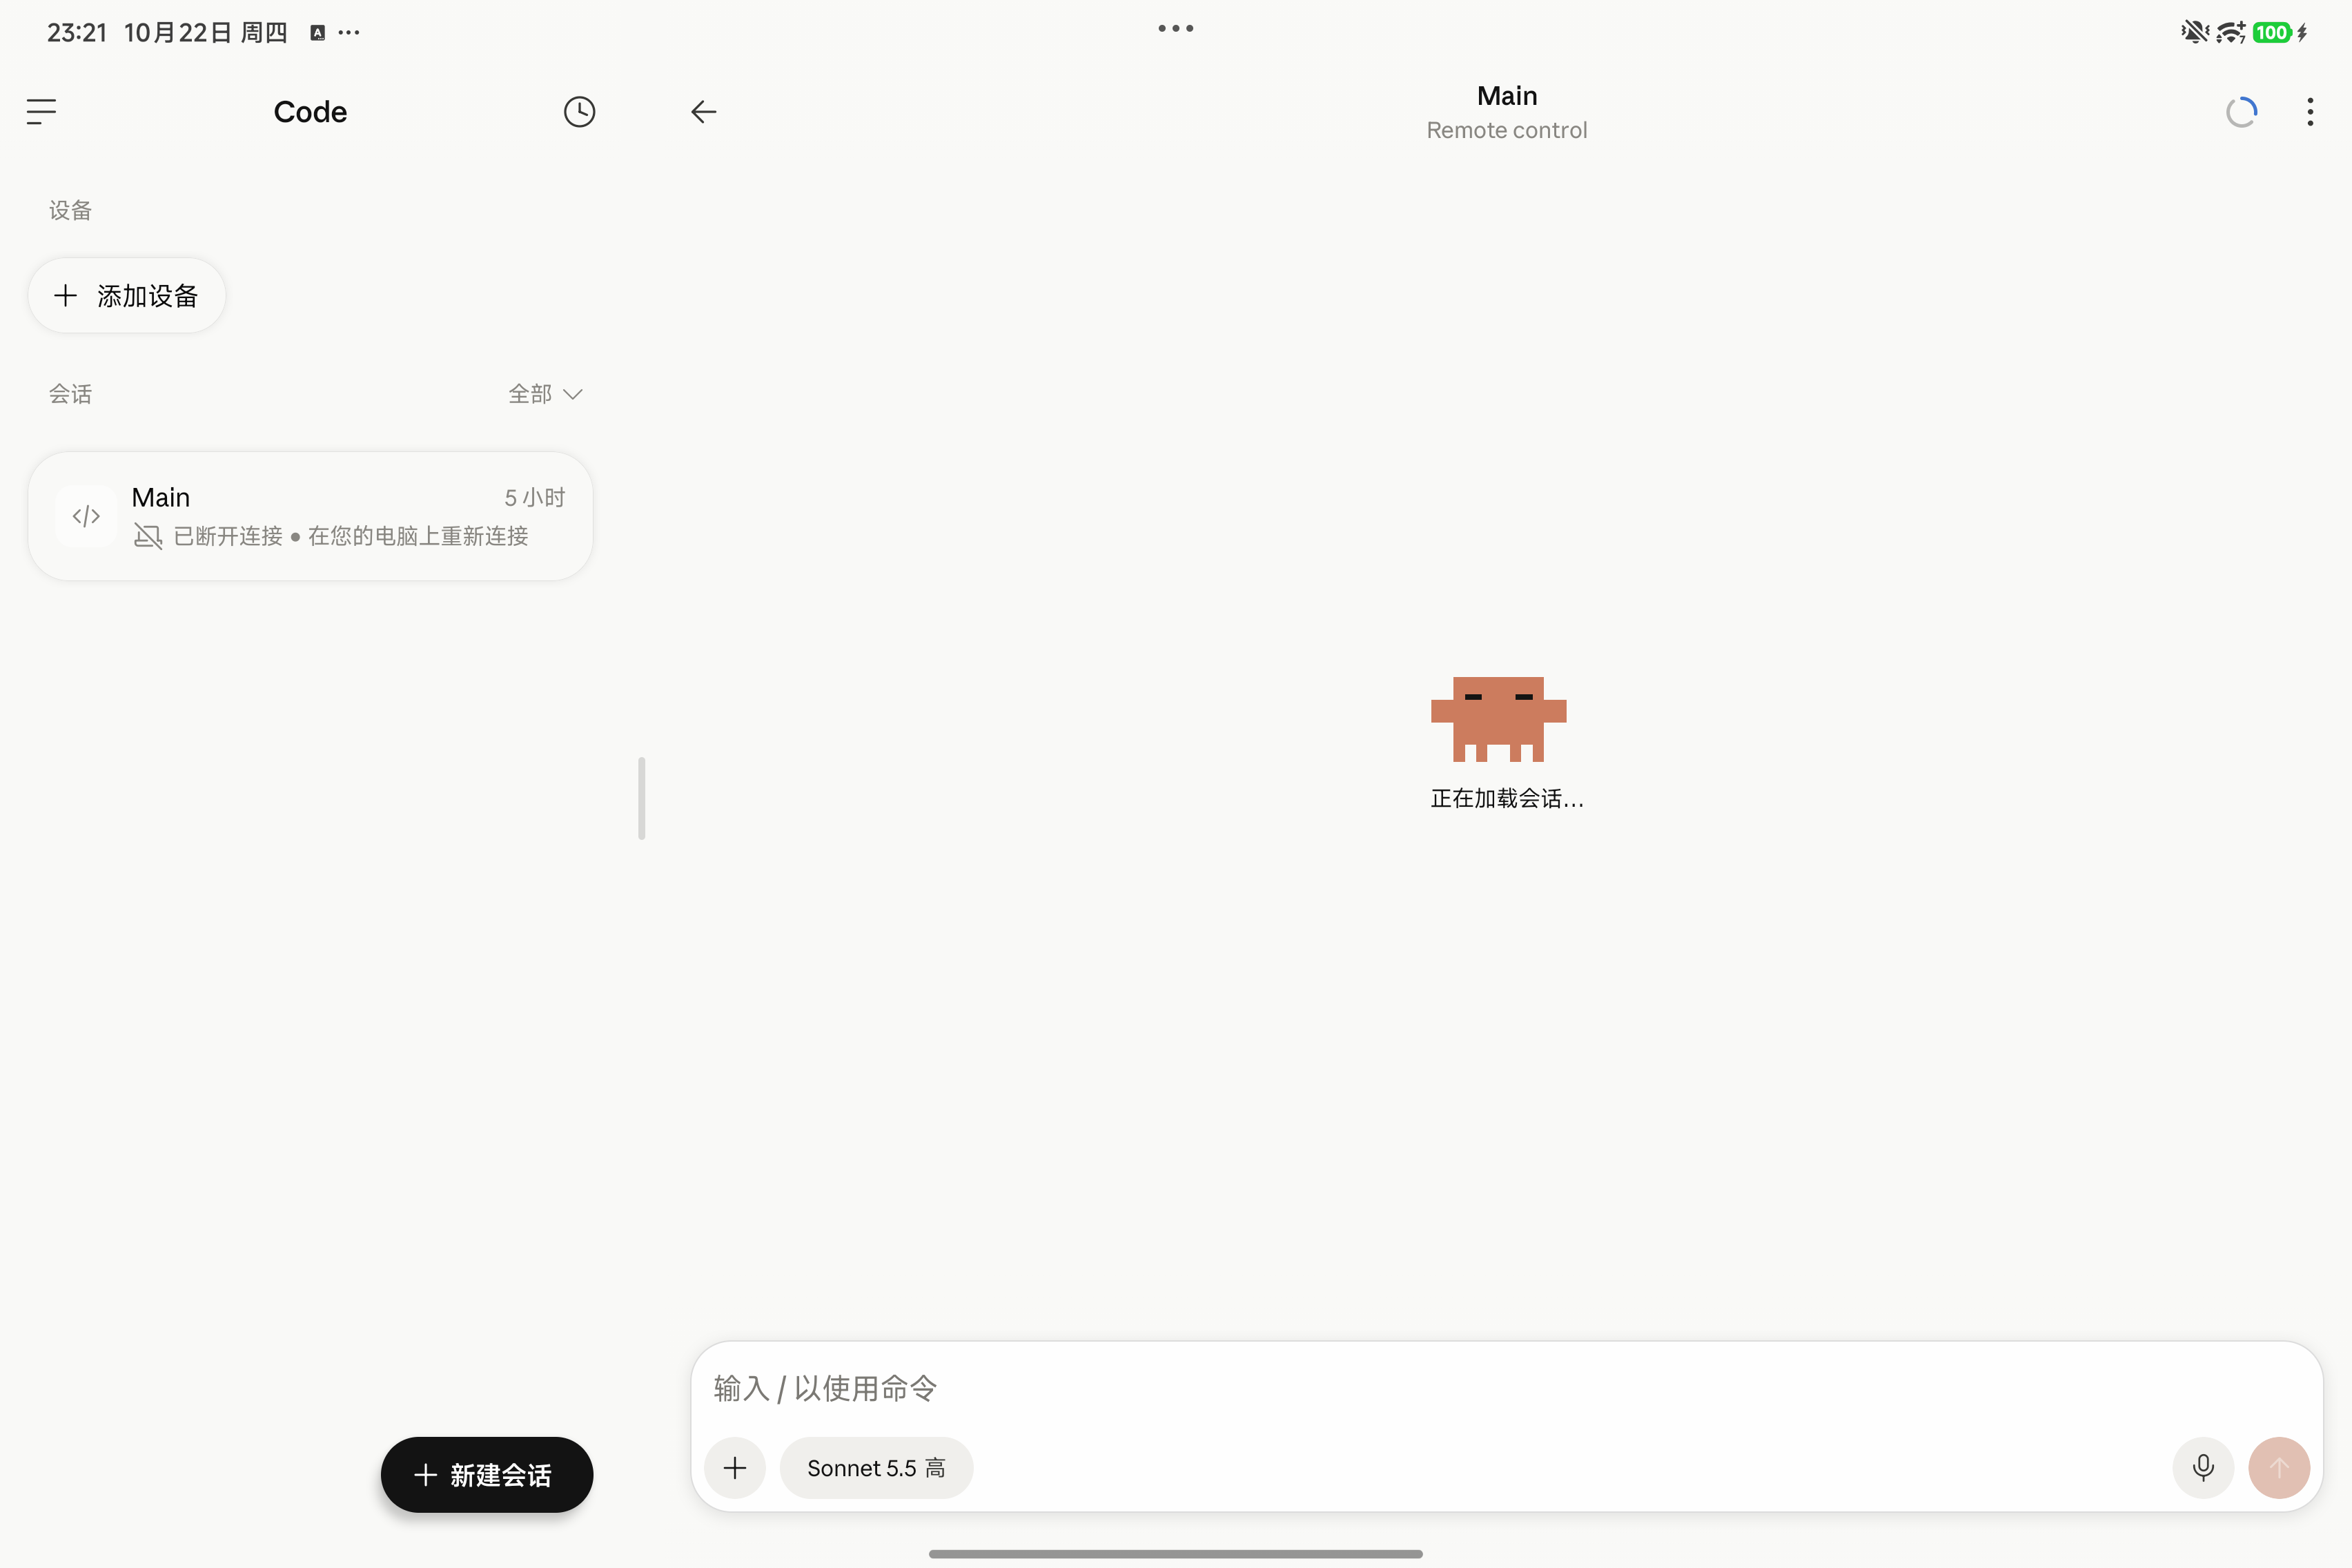 23:21 10月22日 周四
100
Code
Main
Remote control
设备
添加设备
会话
全部
Main
5 小时
已断开连接 • 在您的电脑上重新连接
正在加载会话...
输入 / 以使用命令
Sonnet 5.5 高
新建会话